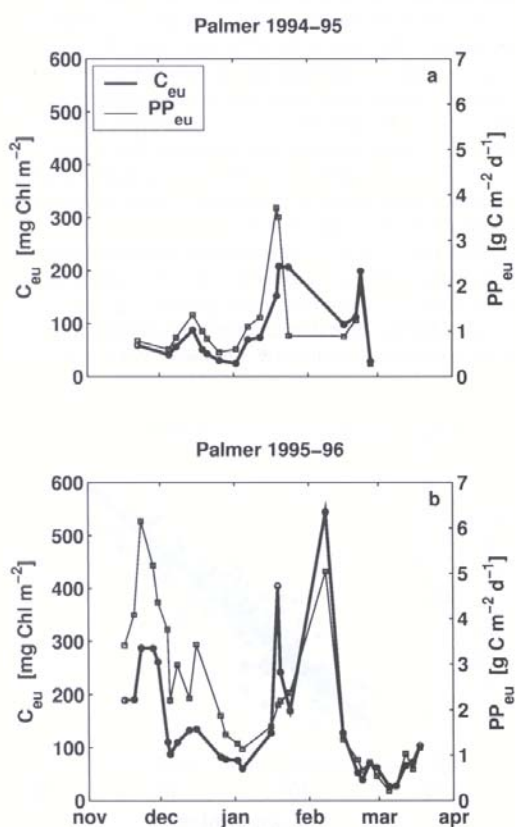 Palmer 1994–95
a
C_eu
PP_eu
600
500
400
300
200
100
0
C_eu [mg Chl m⁻²]
7
6
5
4
3
2
1
0
PP_eu [g C m⁻² d⁻¹]
Palmer 1995–96
b
600
500
400
300
200
100
0
C_eu [mg Chl m⁻²]
7
6
5
4
3
2
1
0
PP_eu [g C m⁻² d⁻¹]
nov dec jan feb mar apr